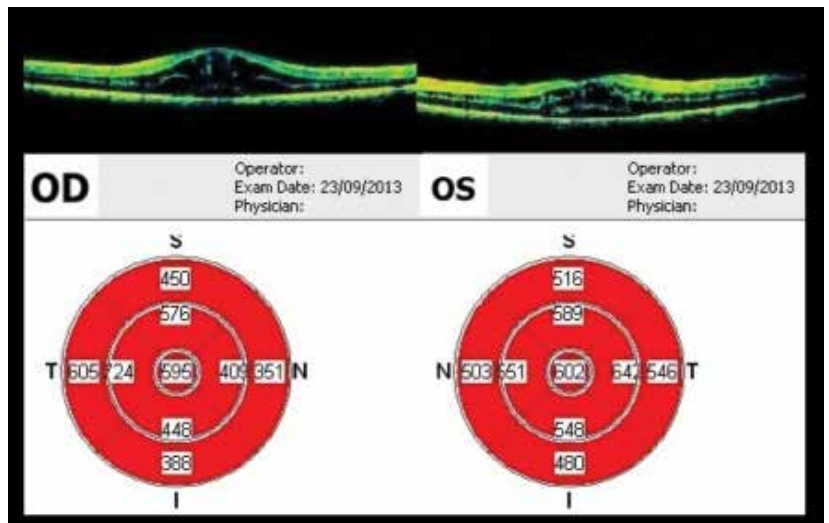 OD
Operator:
Exam Date: 23/09/2013
Physician:
OS
Operator:
Exam Date: 23/09/2013
Physician:
S
450
576
T 605 724 595 409 351 N
448
388
I
S
516
589
N 503 551 602 642 546 T
548
480
I